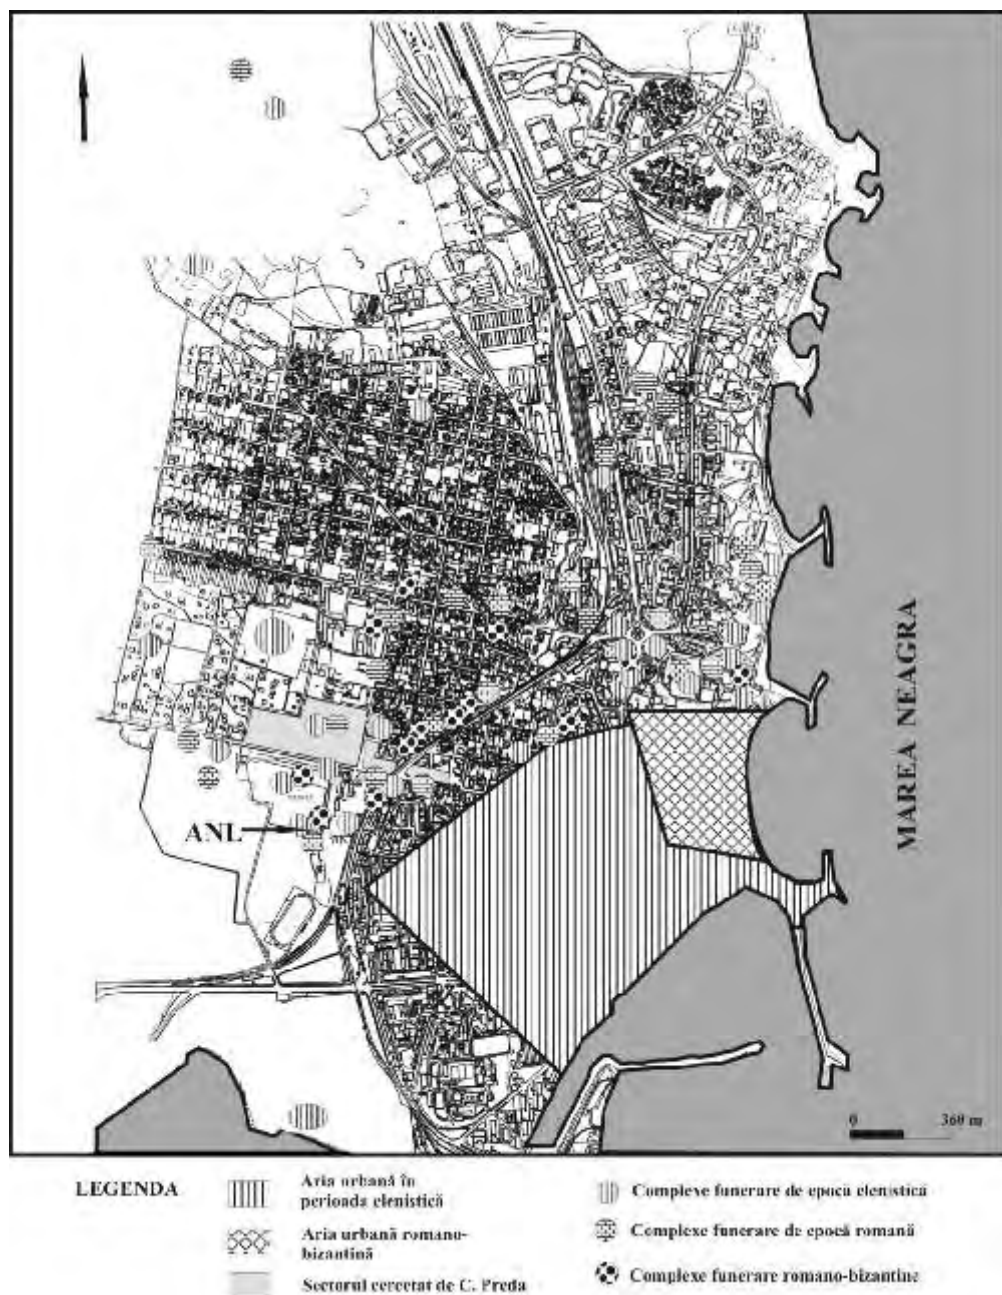 MAREA NEAGRA
ANL
0 360 m
LEGENDA
Aria urbană în
perioada elenistică
Aria urbană romano-
bizantină
Sectorul cercetat de C. Preda
Complexe funerare de epocă elenistică
Complexe funerare de epocă romană
Complexe funerare romano-bizantine